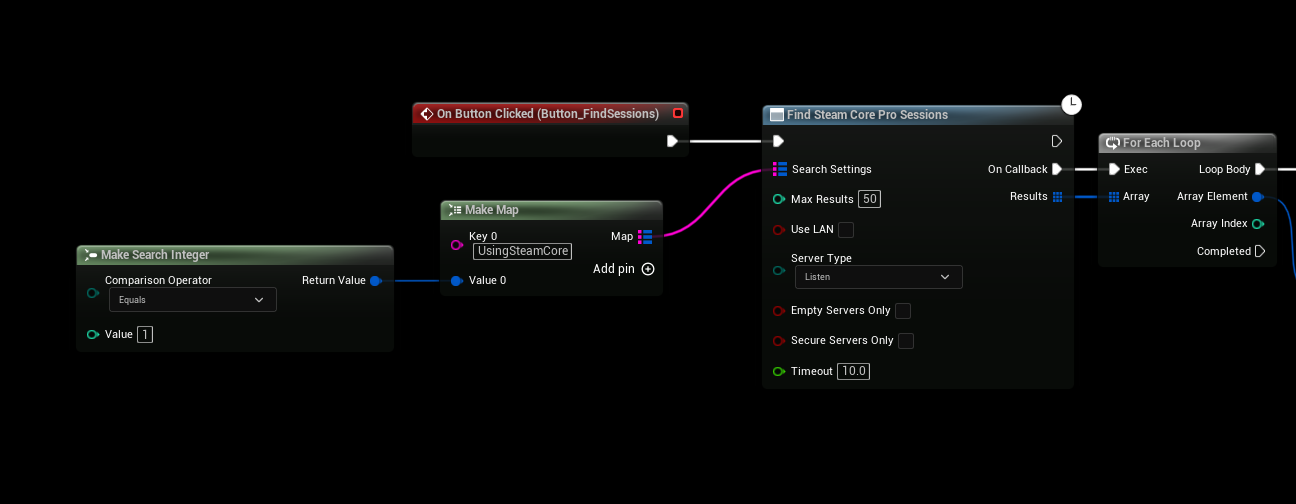 On Button Clicked (Button_FindSessions)
Find Steam Core Pro Sessions
Search Settings
On Callback
Max Results 50
Results
Use LAN
Server Type
Listen
Empty Servers Only
Secure Servers Only
Timeout 10.0
For Each Loop
Exec
Loop Body
Array
Array Element
Array Index
Completed
Make Map
Key 0
Map
UsingSteamCore
Add pin
Value 0
Make Search Integer
Comparison Operator
Return Value
Equals
Value 1